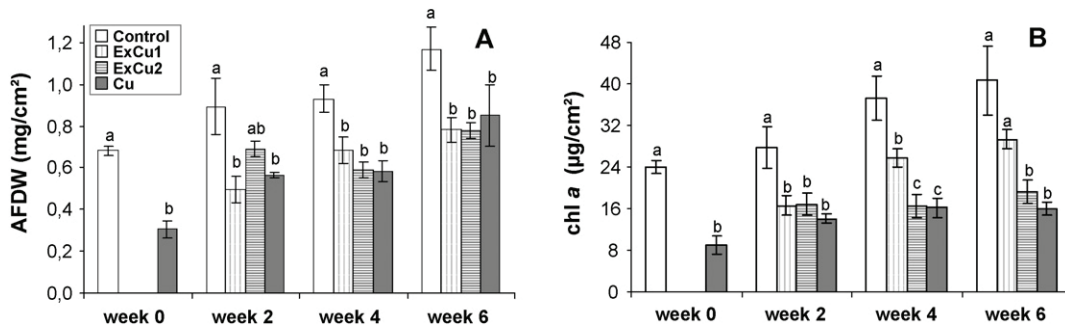 A
Control
ExCu1
ExCu2
Cu
AFDW (mg/cm²)
1,2
1,0
0,8
0,6
0,4
0,2
0,0
a
b
a
b
ab
b
a
b
b
b
a
b
b
b
week 0
week 2
week 4
week 6
B
chl a (µg/cm²)
48
40
32
24
16
8
0
a
b
a
b
b
b
a
b
c
c
a
a
b
b
week 0
week 2
week 4
week 6